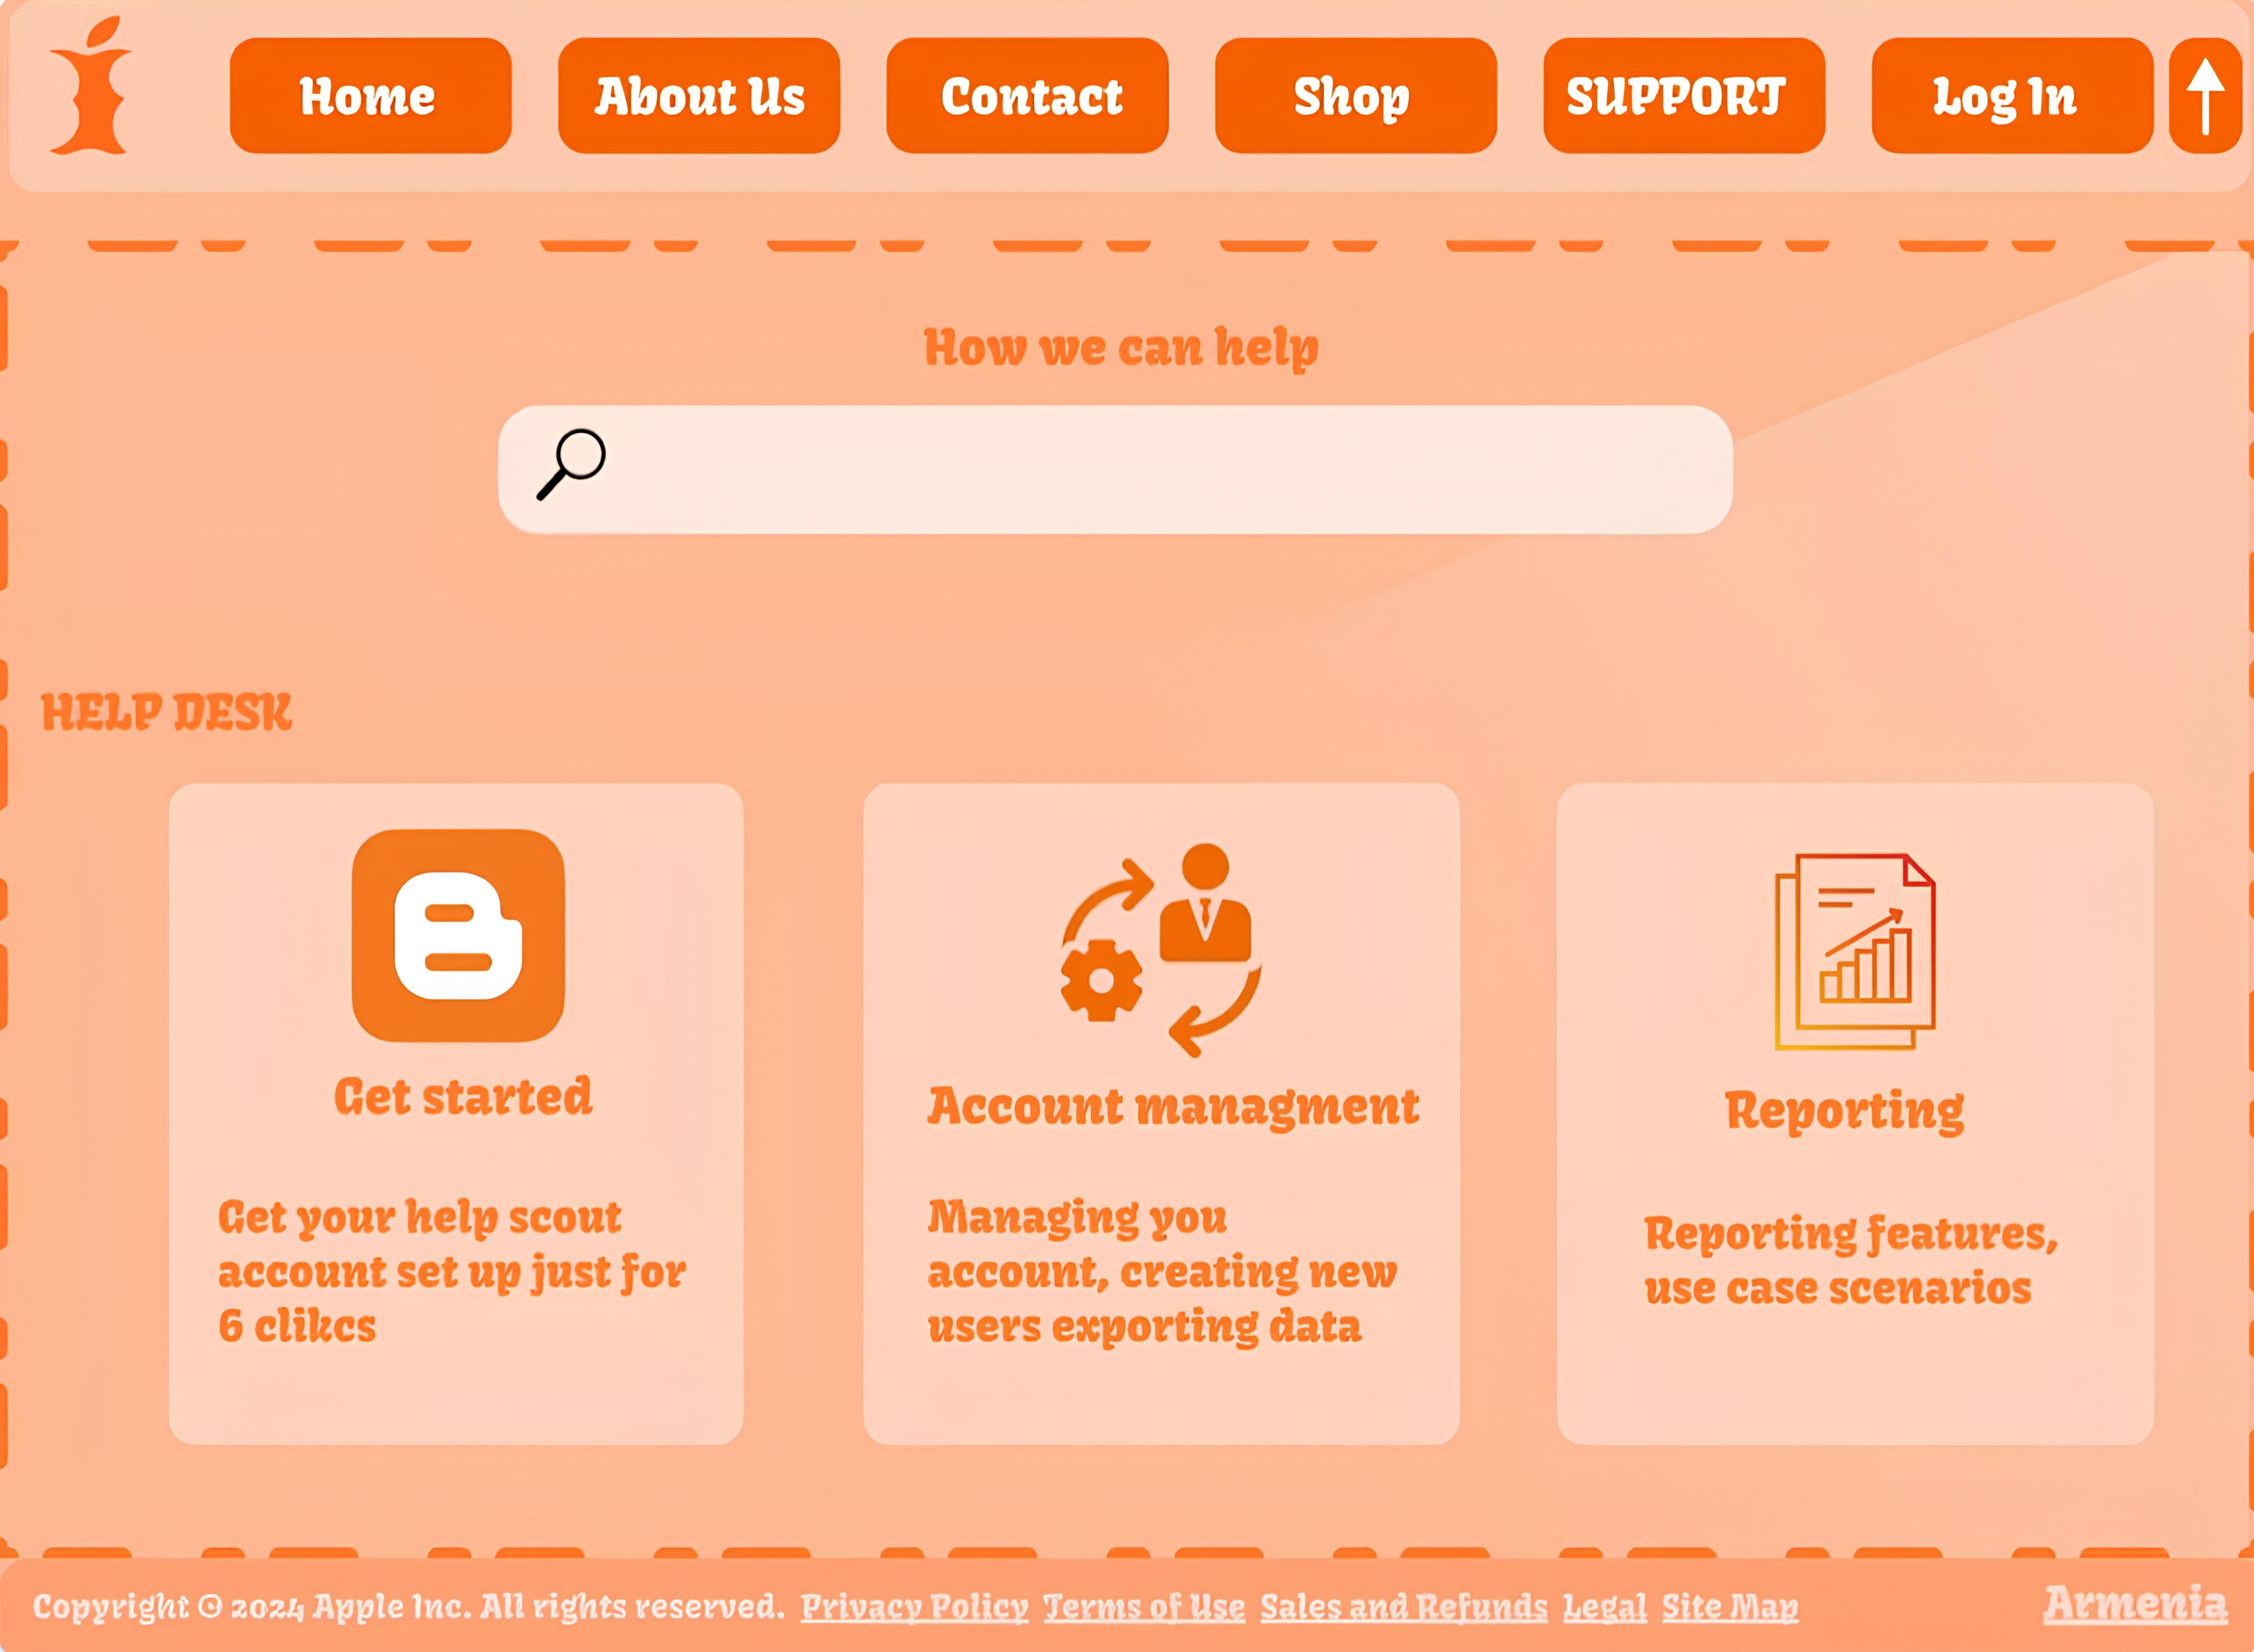 Home
About Us
Contact
Shop
SUPPORT
Log In
How we can help
HELP DESK
Get started
Get your help scout
account set up just for
6 clikcs
Account managment
Managing you
account, creating new
users exporting data
Reporting
Reporting features,
use case scenarios
Copyright © 2024 Apple Inc. All rights reserved. Privacy Policy Terms of Use Sales and Refunds Legal Site Map
Armenia